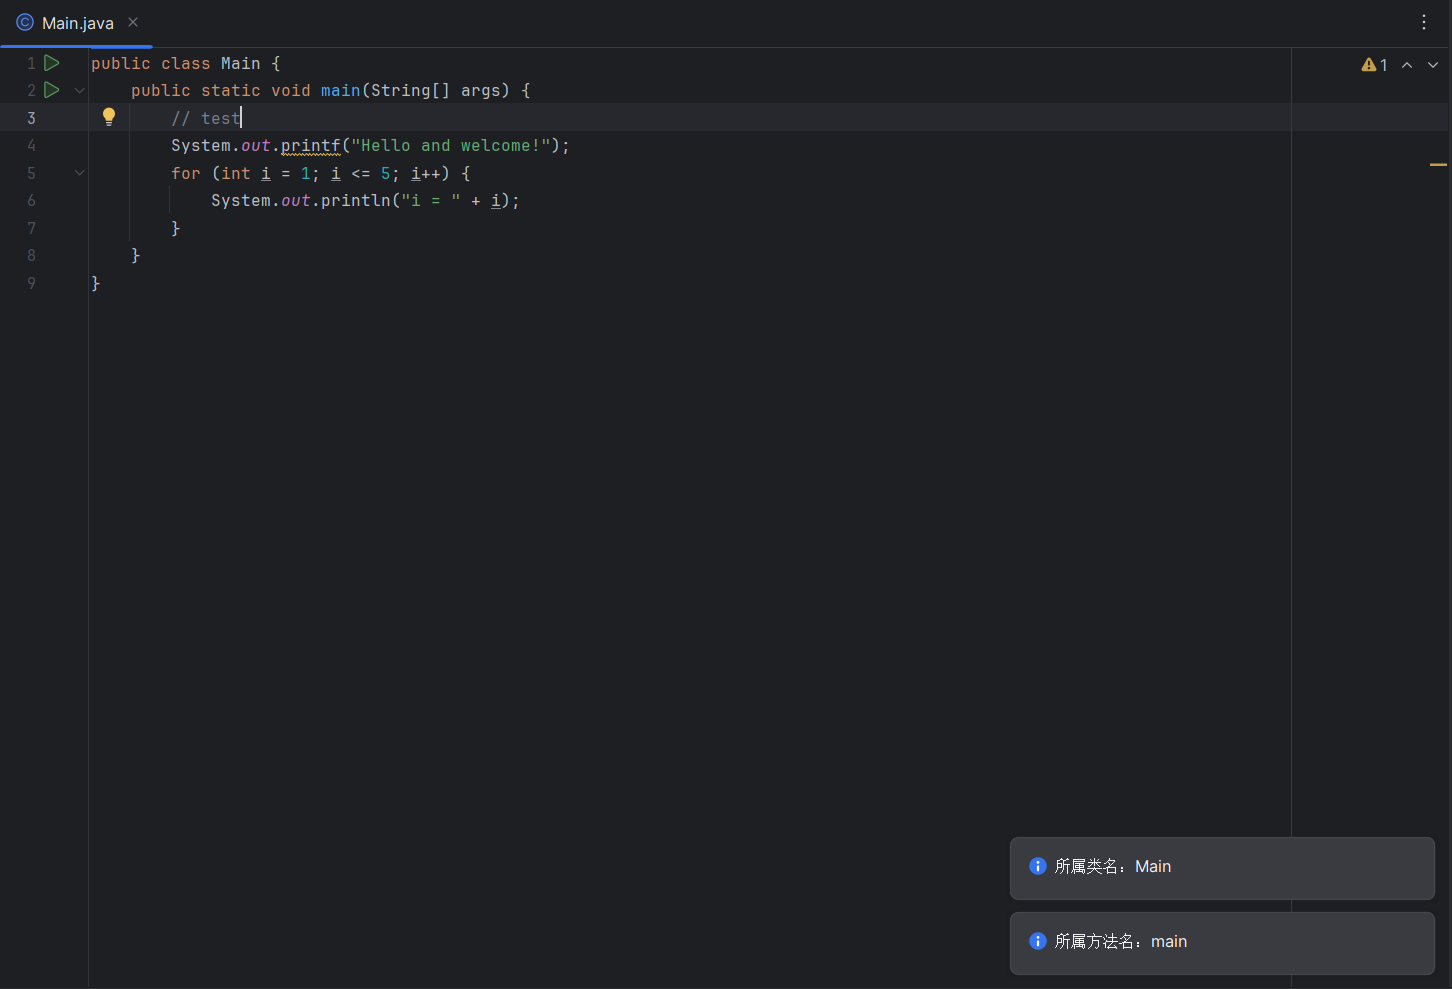 Main.java
1 public class Main {
2 public static void main(String[] args) {
3 // test
4 System.out.printf("Hello and welcome!");
5 for (int i = 1; i <= 5; i++) {
6 System.out.println("i = " + i);
7 }
8 }
9 }
1
所属类名：Main
所属方法名：main